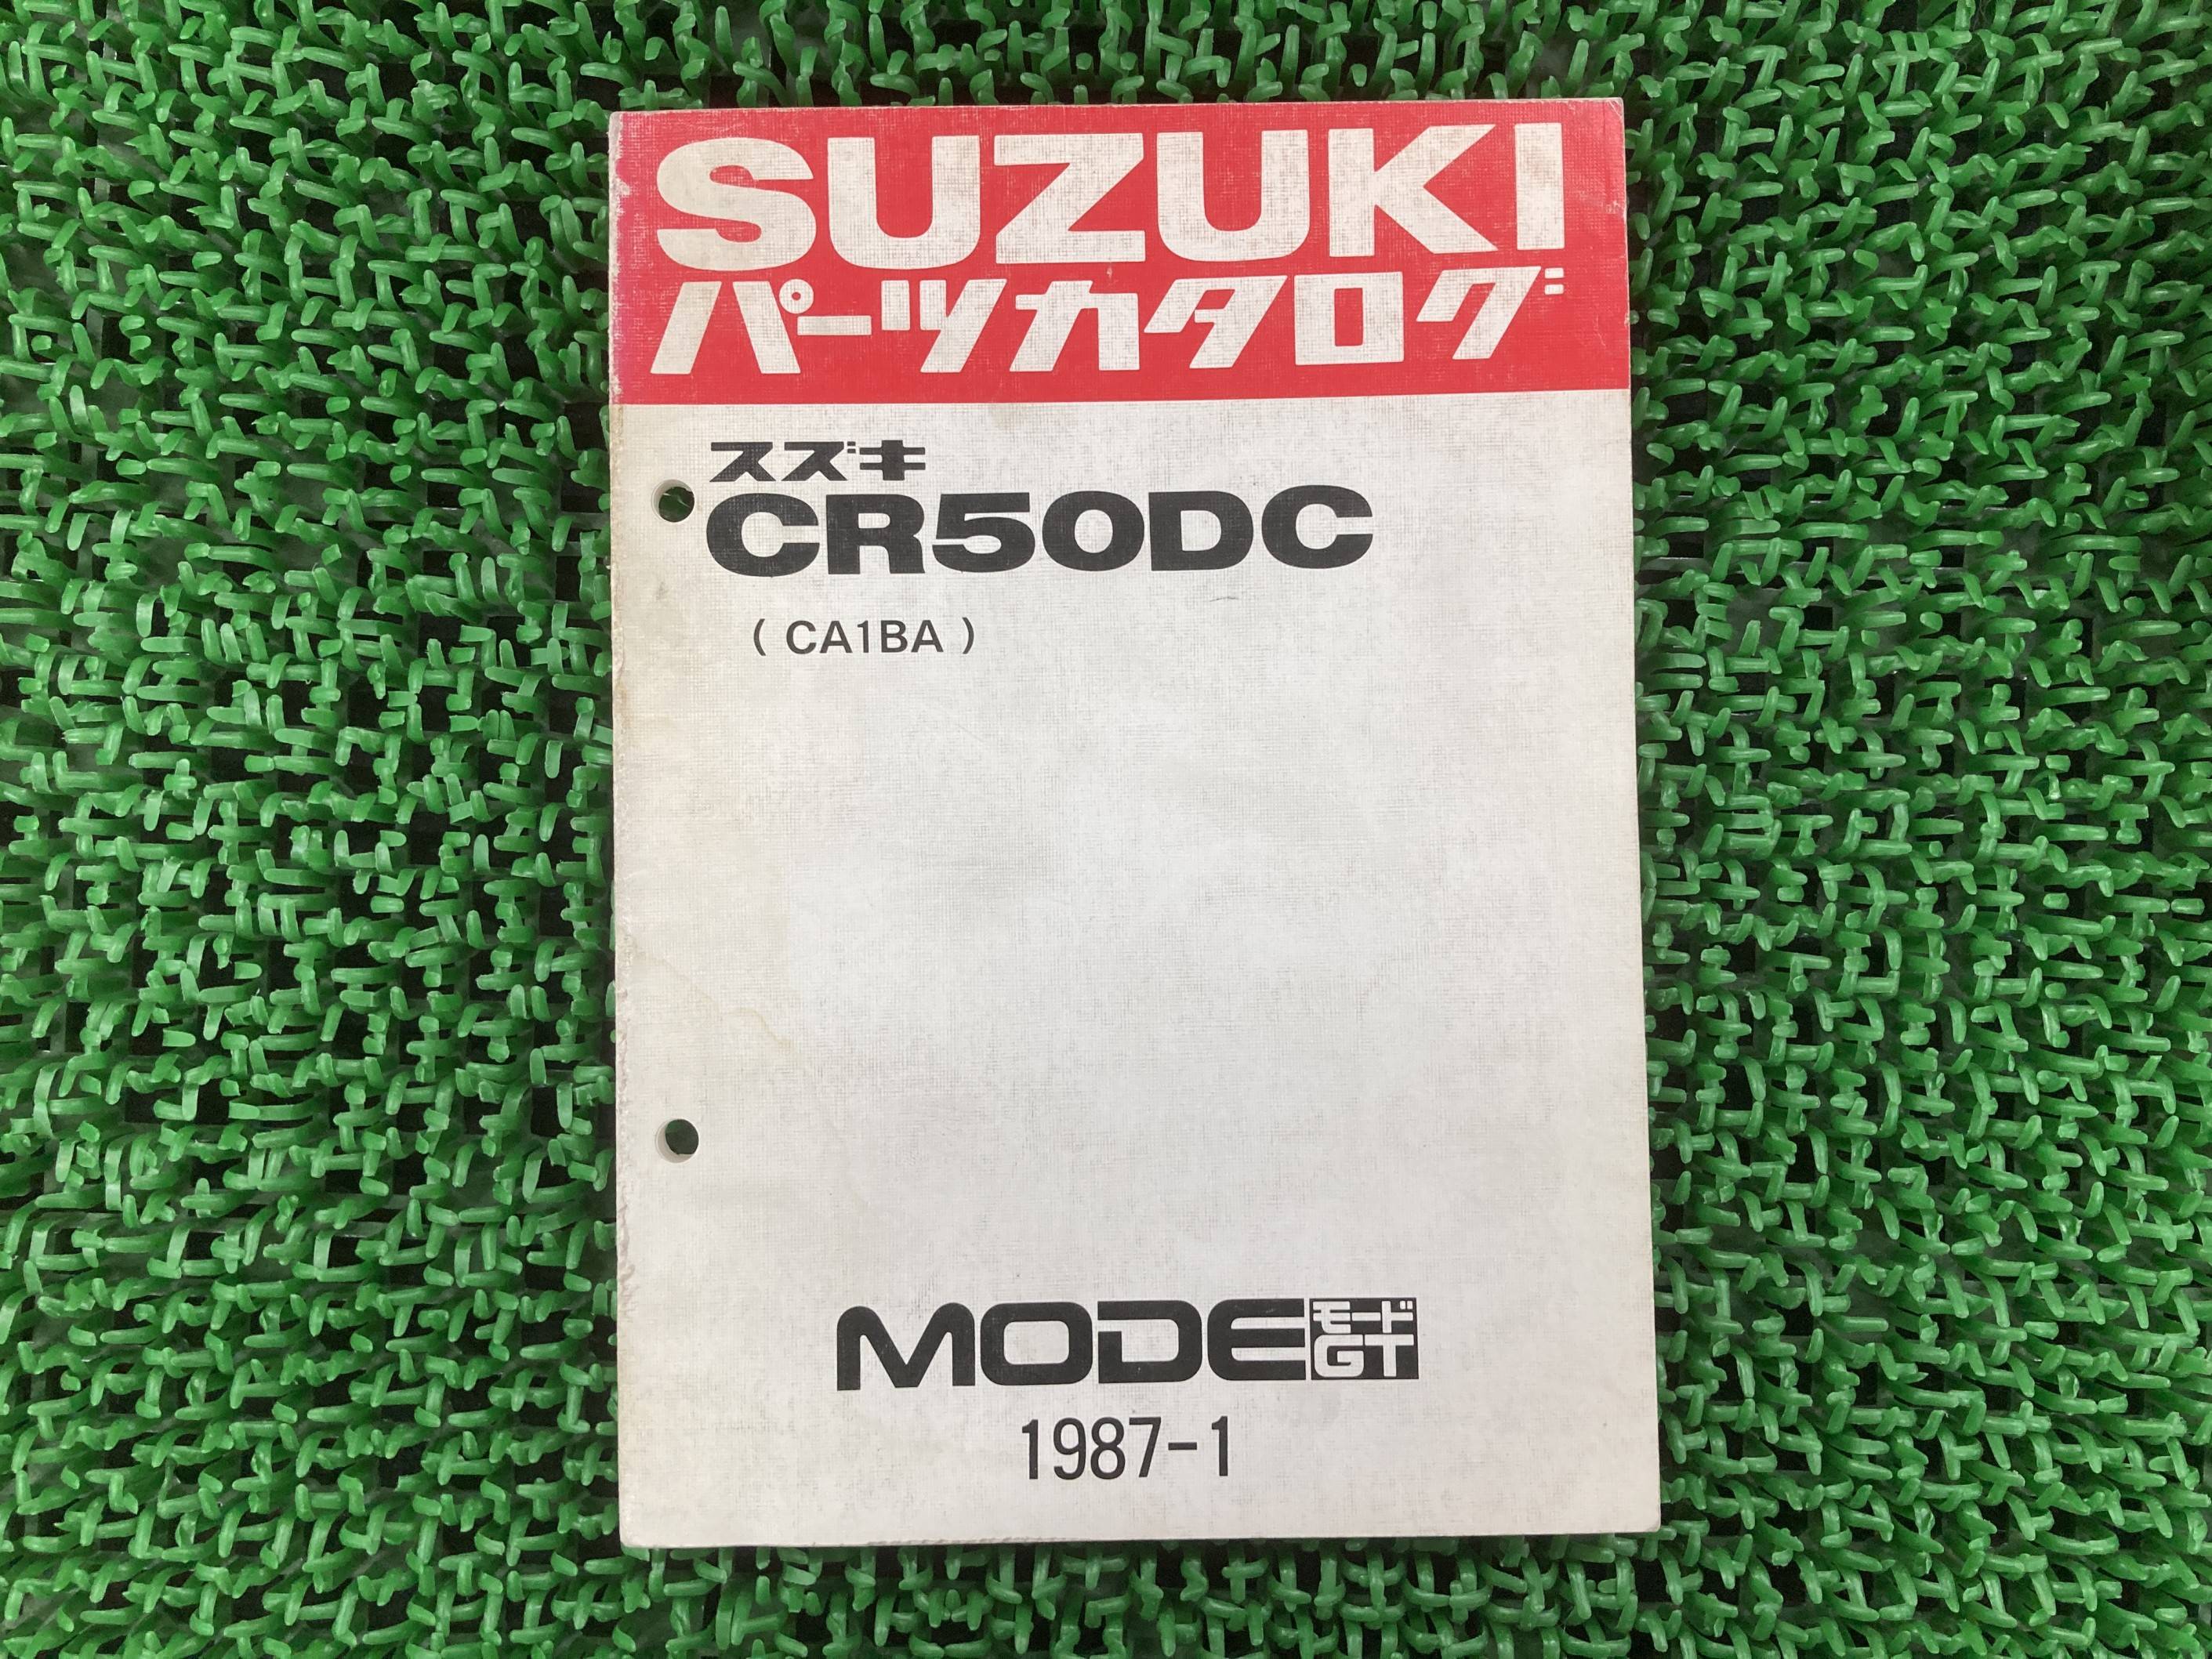 SUZUKI
パーツカタログ
スズキ
CR50DC
( CA1BA )
MODE モード GT
1987-1